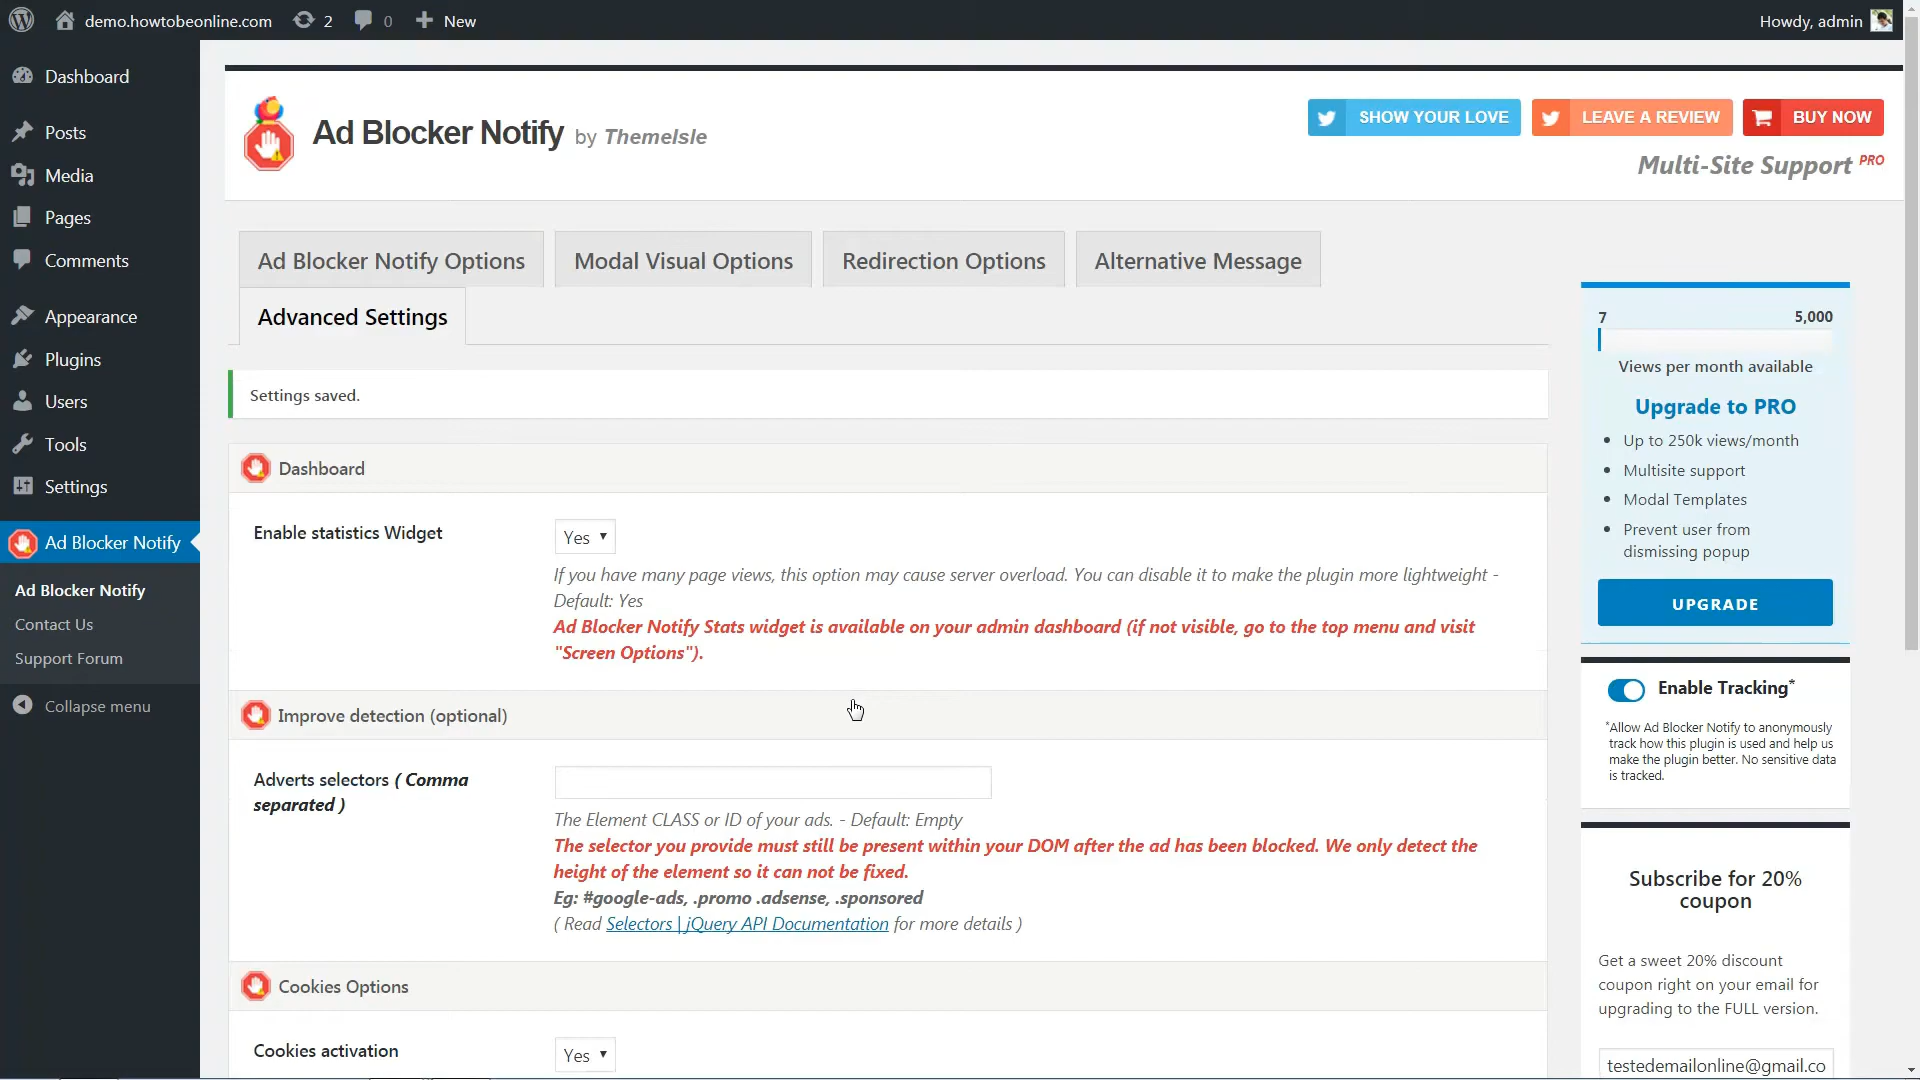 demo.howtobeonline.com 2 0 New Howdy, admin
Dashboard
Posts
Media
Pages
Comments
Appearance
Plugins
Users
Tools
Settings
Ad Blocker Notify
Ad Blocker Notify
Contact Us
Support Forum
Collapse menu
Ad Blocker Notify by ThemeIsle
SHOW YOUR LOVE LEAVE A REVIEW BUY NOW
Multi-Site Support PRO
Ad Blocker Notify Options Modal Visual Options Redirection Options Alternative Message
Advanced Settings
Settings saved.
Dashboard
Enable statistics Widget Yes
If you have many page views, this option may cause server overload. You can disable it to make the plugin more lightweight -
Default: Yes
Ad Blocker Notify Stats widget is available on your admin dashboard (if not visible, go to the top menu and visit
"Screen Options").
Improve detection (optional)
Adverts selectors ( Comma
separated )
The Element CLASS or ID of your ads. - Default: Empty
The selector you provide must still be present within your DOM after the ad has been blocked. We only detect the
height of the element so it can not be fixed.
Eg: #google-ads, .promo .adsense, .sponsored
( Read Selectors | jQuery API Documentation for more details )
Cookies Options
Cookies activation Yes
7 5,000
Views per month available
Upgrade to PRO
Up to 250k views/month
Multisite support
Modal Templates
Prevent user from
dismissing popup
UPGRADE
Enable Tracking*
*Allow Ad Blocker Notify to anonymously
track how this plugin is used and help us
make the plugin better. No sensitive data
is tracked.
Subscribe for 20%
coupon
Get a sweet 20% discount
coupon right on your email for
upgrading to the FULL version.
testedemailonline@gmail.co